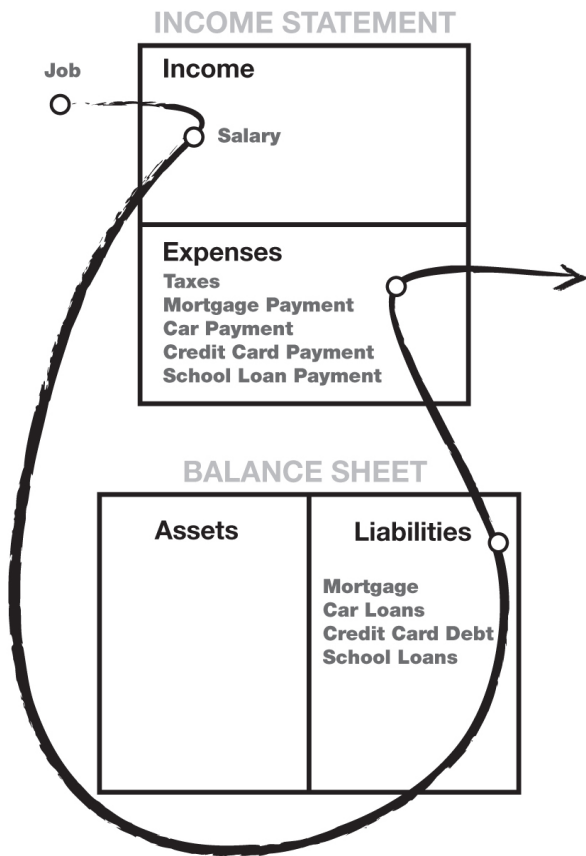 INCOME STATEMENT
Job
Income
Salary
Expenses
Taxes
Mortgage Payment
Car Payment
Credit Card Payment
School Loan Payment
BALANCE SHEET
Assets
Liabilities
Mortgage
Car Loans
Credit Card Debt
School Loans